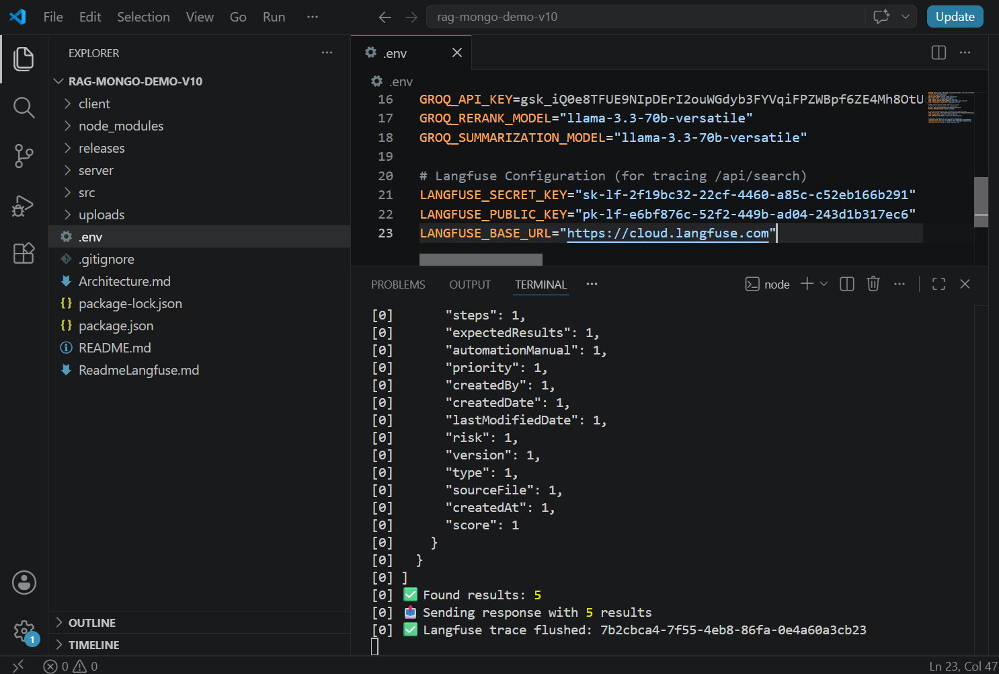 File Edit Selection View Go Run ···
rag-mongo-demo-v10
Update
EXPLORER
RAG-MONGO-DEMO-V10
client
node_modules
releases
server
src
uploads
.env
.gitignore
Architecture.md
package-lock.json
package.json
README.md
ReadmeLangfuse.md
OUTLINE
TIMELINE
1
.env
.env
16 GROQ_API_KEY=gsk_iQ0e8TFUE9NIpDErI2ouWGdyb3FYVqiFPZWBpf6ZE4Mh8OtU
17 GROQ_RERANK_MODEL="llama-3.3-70b-versatile"
18 GROQ_SUMMARIZATION_MODEL="llama-3.3-70b-versatile"
19
20 # Langfuse Configuration (for tracing /api/search)
21 LANGFUSE_SECRET_KEY="sk-lf-2f19bc32-22cf-4460-a85c-c52eb166b291"
22 LANGFUSE_PUBLIC_KEY="pk-lf-e6bf876c-52f2-449b-ad04-243d1b317ec6"
23 LANGFUSE_BASE_URL="https://cloud.langfuse.com"
PROBLEMS OUTPUT TERMINAL ··· node
[0] "steps": 1,
[0] "expectedResults": 1,
[0] "automationManual": 1,
[0] "priority": 1,
[0] "createdBy": 1,
[0] "createdDate": 1,
[0] "lastModifiedDate": 1,
[0] "risk": 1,
[0] "version": 1,
[0] "type": 1,
[0] "sourceFile": 1,
[0] "createdAt": 1,
[0] "score": 1
[0] }
[0] }
[0] ]
[0] ✅ Found results: 5
[0] 📤 Sending response with 5 results
[0] ✅ Langfuse trace flushed: 7b2cbca4-7f55-4eb8-86fa-0e4a60a3cb23
0 0
Ln 23, Col 47